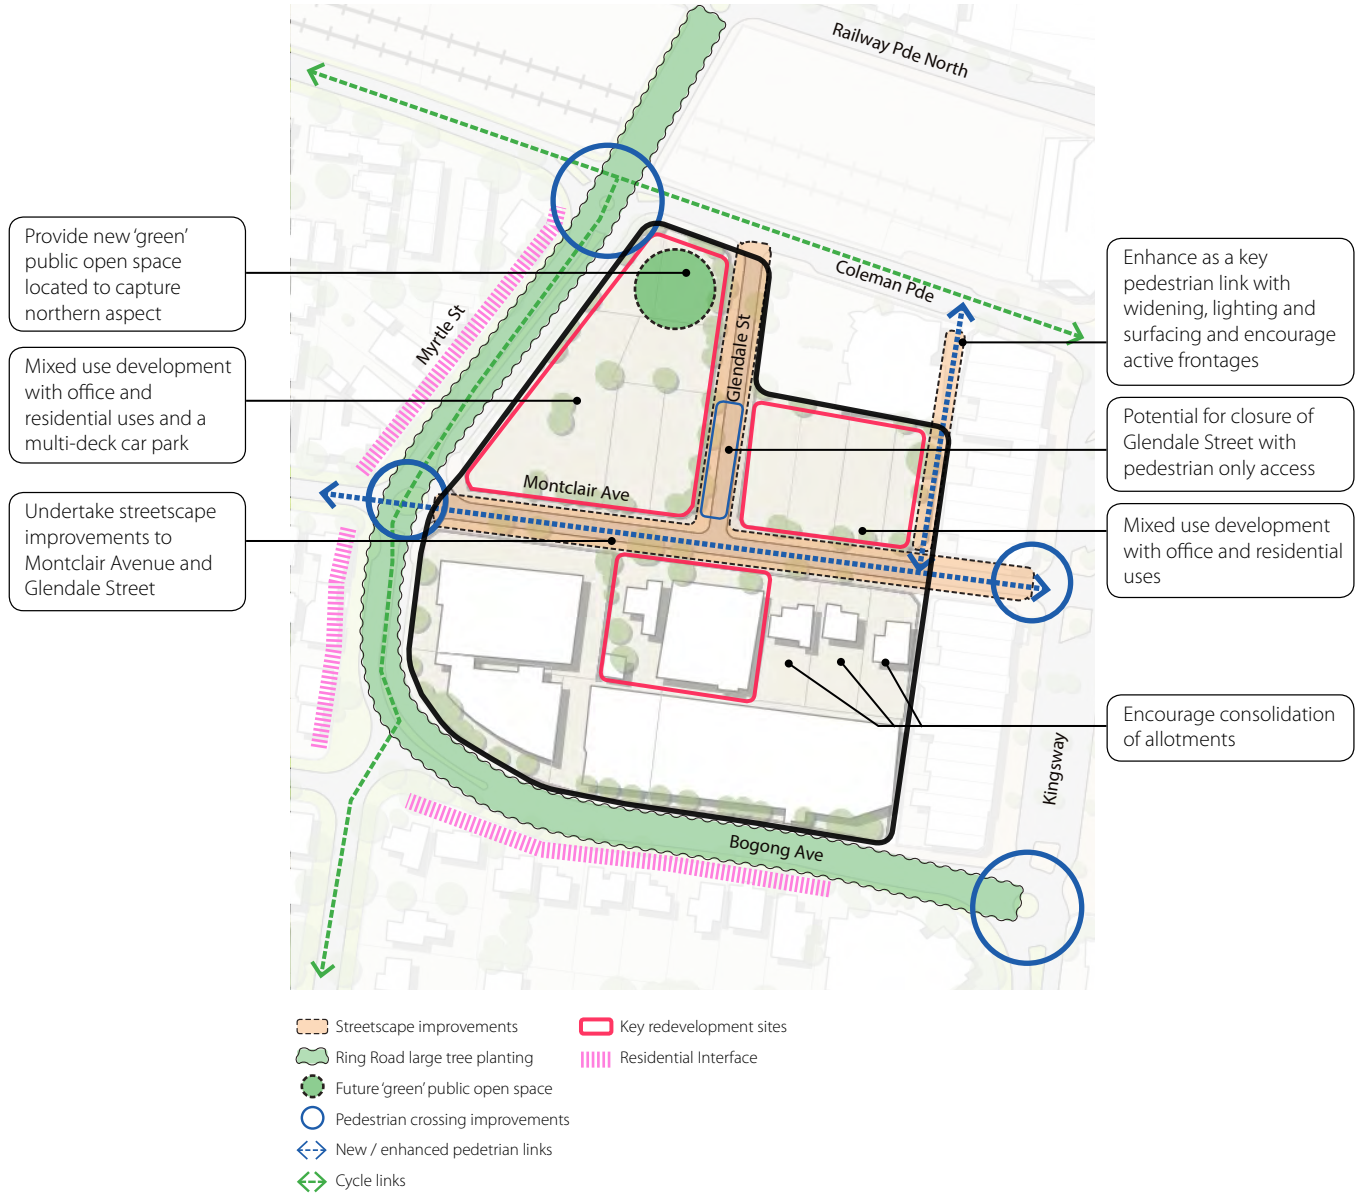 Railway Pde North
Provide new ‘green’
public open space
located to capture
northern aspect
Mixed use development
with office and
residential uses and a
multi-deck car park
Undertake streetscape
improvements to
Montclair Avenue and
Glendale Street
Myrtle St
Coleman Pde
Glendale St
Montclair Ave
Bogong Ave
Kingsway
Enhance as a key
pedestrian link with
widening, lighting and
surfacing and encourage
active frontages
Potential for closure of
Glendale Street with
pedestrian only access
Mixed use development
with office and residential
uses
Encourage consolidation
of allotments
Streetscape improvements
Ring Road large tree planting
Future ‘green’ public open space
Pedestrian crossing improvements
New / enhanced pedetrian links
Cycle links
Key redevelopment sites
Residential Interface